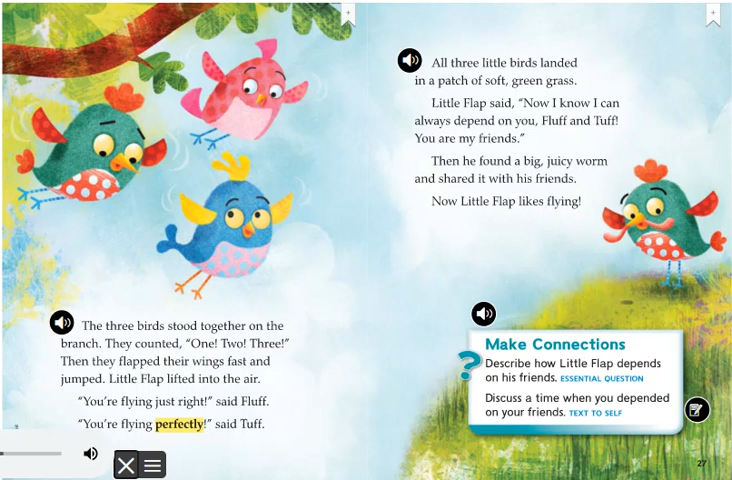 The three birds stood together on the
branch. They counted, “One! Two! Three!”
Then they flapped their wings fast and
jumped. Little Flap lifted into the air.
“You’re flying just right!” said Fluff.
“You’re flying perfectly!” said Tuff.
All three little birds landed
in a patch of soft, green grass.
Little Flap said, “Now I know I can
always depend on you, Fluff and Tuff!
You are my friends.”
Then he found a big, juicy worm
and shared it with his friends.
Now Little Flap likes flying!
?
Make Connections
Describe how Little Flap depends
on his friends. ESSENTIAL QUESTION
Discuss a time when you depended
on your friends. TEXT TO SELF
27